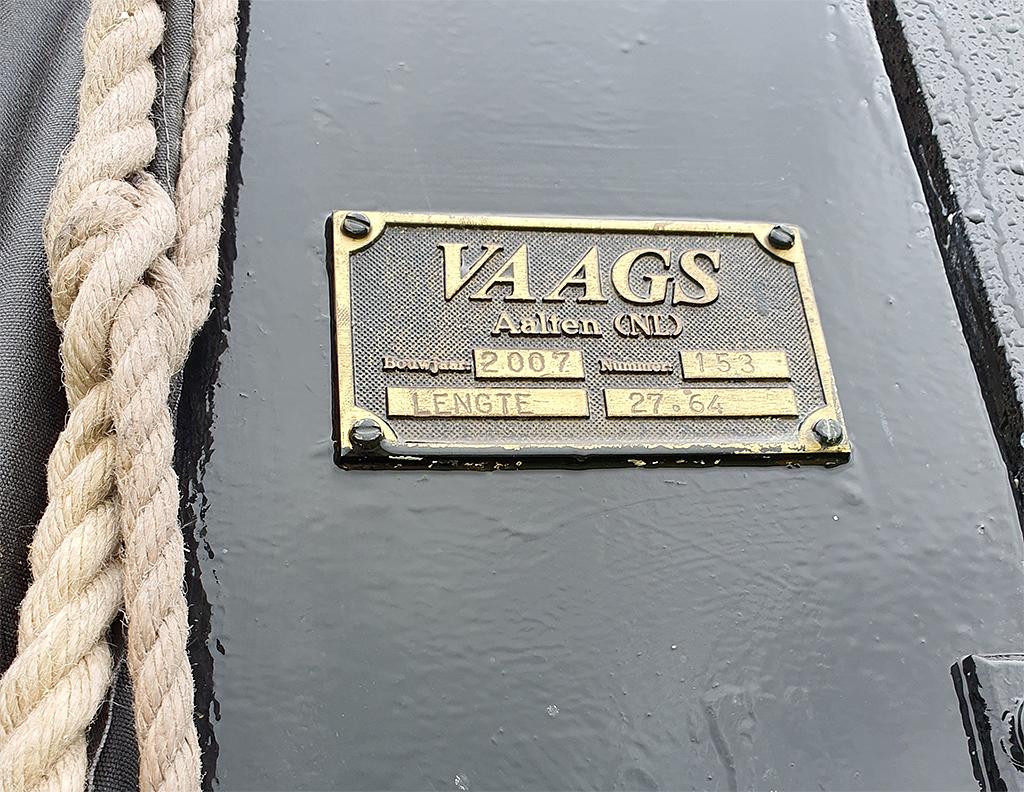 VAAGS
Aalten (NL)
Bouwjaar: 2007 Nummer: 153
LENGTE 27.64